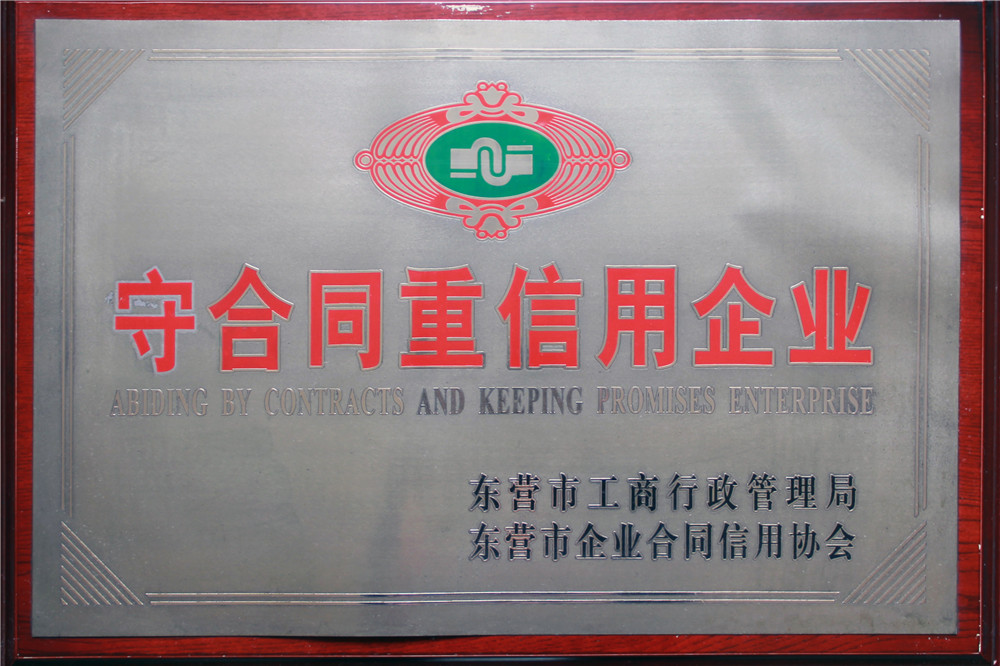 守合同重信用企业
ABIDING BY CONTRACTS AND KEEPING PROMISES ENTERPRISE
东营市工商行政管理局
东营市企业合同信用协会